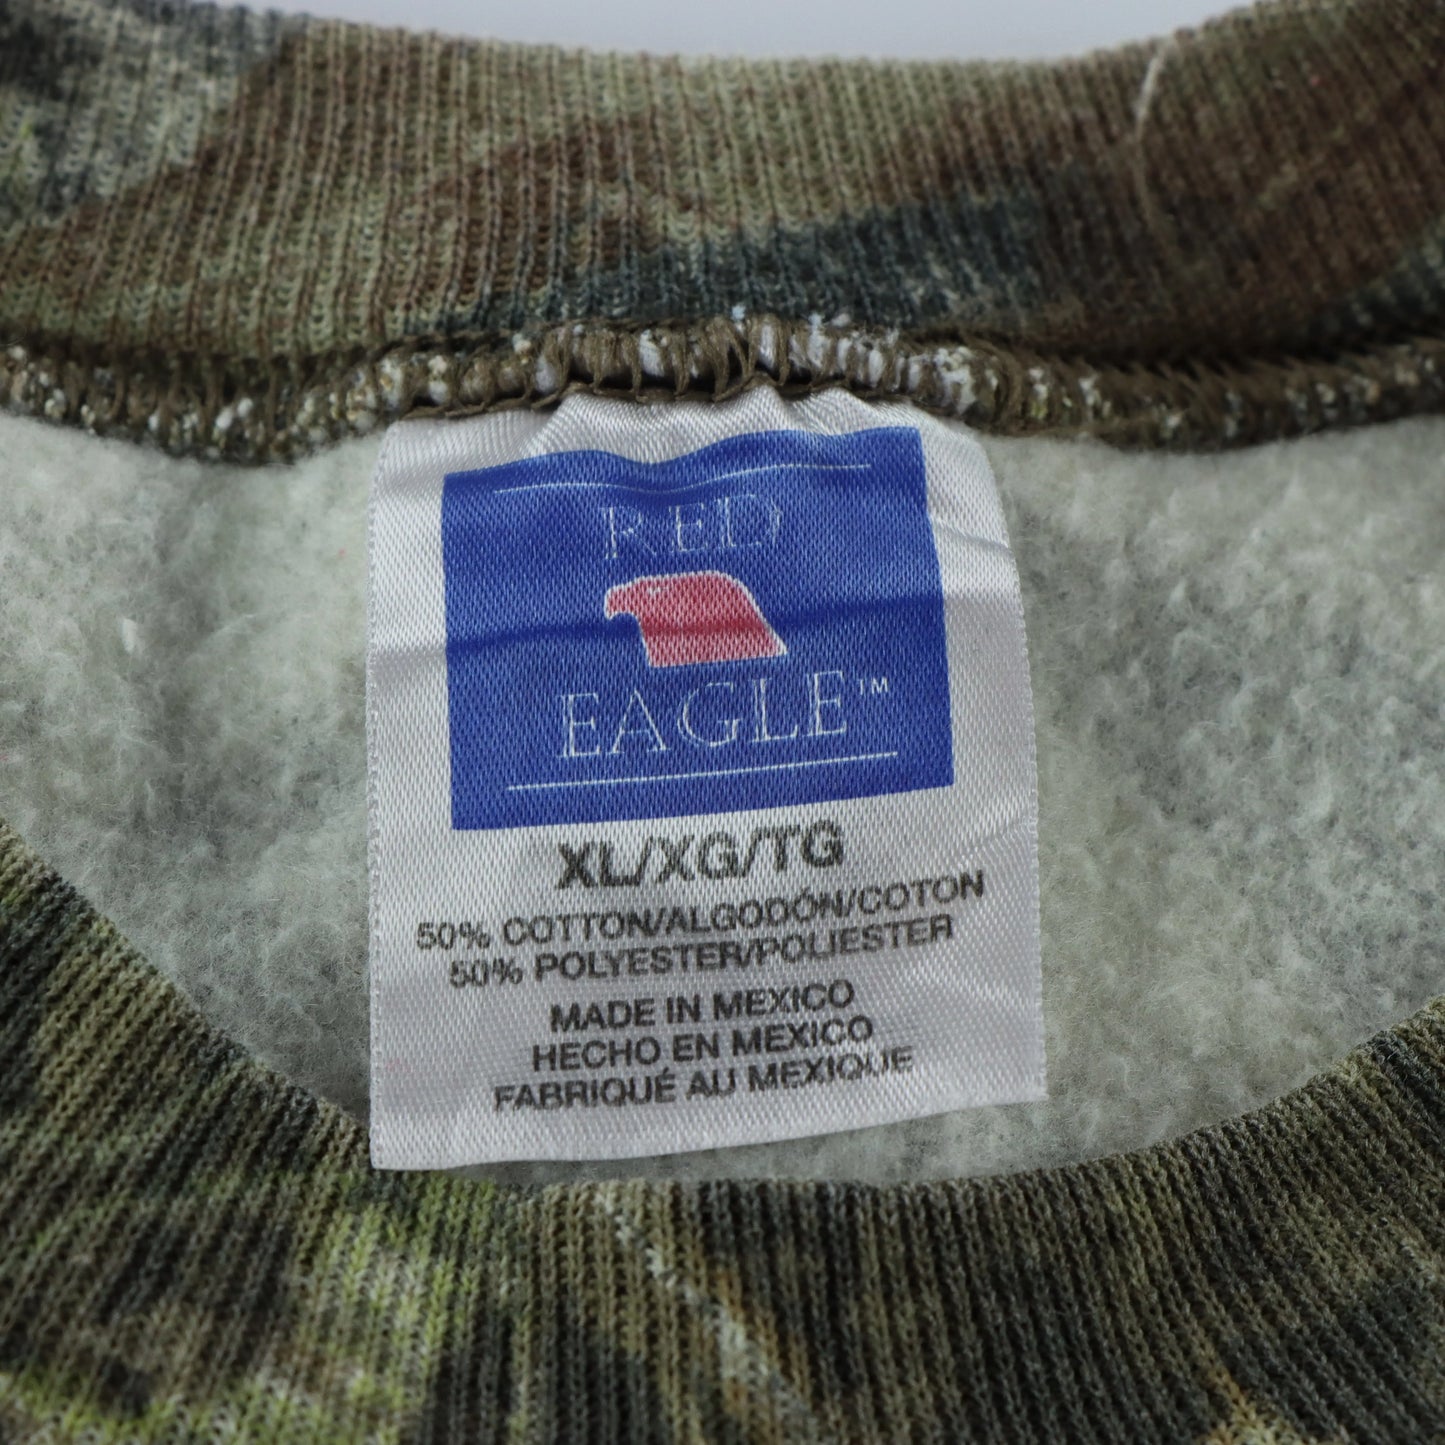 RED
EAGLE™
XL/XG/TG
50% COTTON/ALGODÓN/COTON
50% POLYESTER/POLIESTER
MADE IN MEXICO
HECHO EN MEXICO
FABRIQUÉ AU MEXIQUE